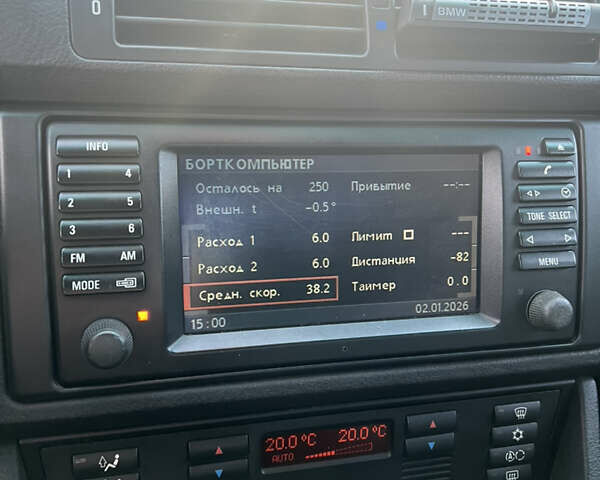 0
BMW
INFO
1 4
2 5
3 6
FM AM
MODE
БОРТКОМПЬЮТЕР
Осталось на 250 Прибытие --:--
Внешн. t -0.5°
Расход 1 6.0 Лимит ---
Расход 2 6.0 Дистанция -82
Средн. скор. 38.2 Таймер 0.0
15:00 02.01.2026
TONE SELECT
MENU
20.0°C 20.0°C
AUTO